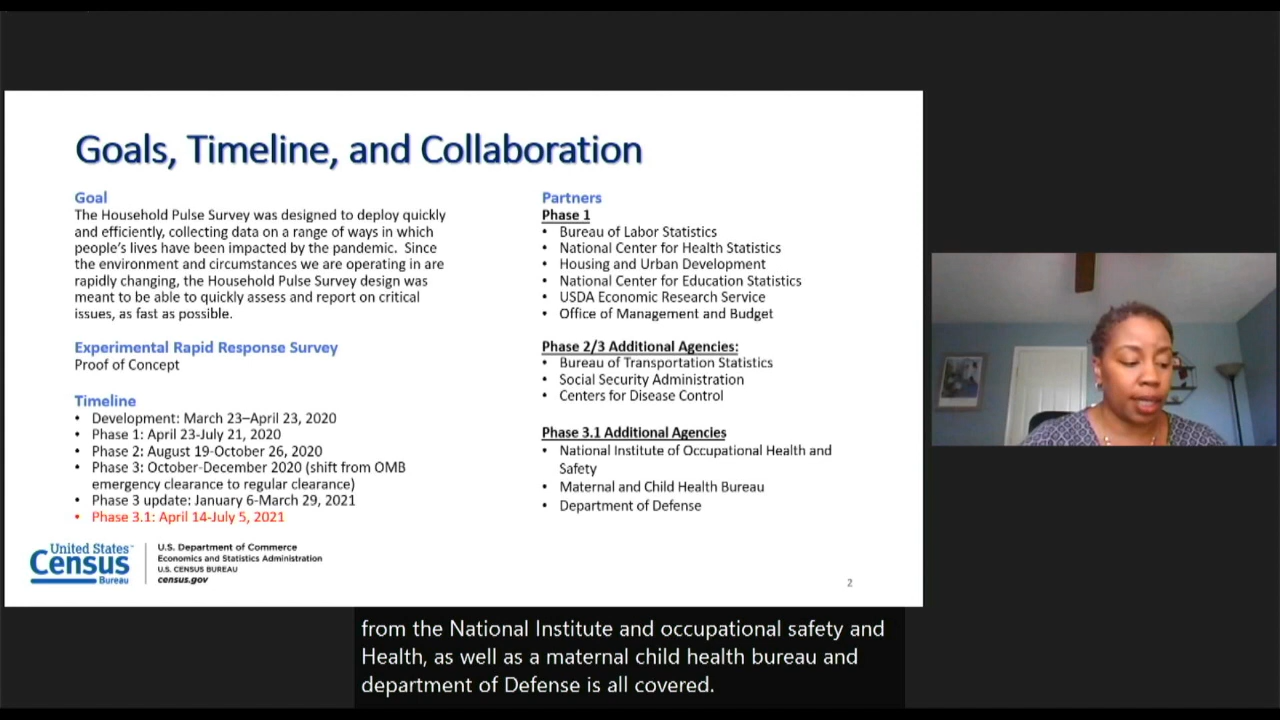 Goals, Timeline, and Collaboration
Goal
The Household Pulse Survey was designed to deploy quickly
and efficiently, collecting data on a range of ways in which
people's lives have been impacted by the pandemic. Since
the environment and circumstances we are operating in are
rapidly changing, the Household Pulse Survey design was
meant to be able to quickly assess and report on critical
issues, as fast as possible.
Experimental Rapid Response Survey
Proof of Concept
Timeline
• Development: March 23–April 23, 2020
• Phase 1: April 23-July 21, 2020
• Phase 2: August 19-October 26, 2020
• Phase 3: October-December 2020 (shift from OMB
emergency clearance to regular clearance)
• Phase 3 update: January 6-March 29, 2021
• Phase 3.1: April 14-July 5, 2021
Partners
Phase 1
• Bureau of Labor Statistics
• National Center for Health Statistics
• Housing and Urban Development
• National Center for Education Statistics
• USDA Economic Research Service
• Office of Management and Budget
Phase 2/3 Additional Agencies:
• Bureau of Transportation Statistics
• Social Security Administration
• Centers for Disease Control
Phase 3.1 Additional Agencies
• National Institute of Occupational Health and
Safety
• Maternal and Child Health Bureau
• Department of Defense
United States™
Census
Bureau
U.S. Department of Commerce
Economics and Statistics Administration
U.S. CENSUS BUREAU
census.gov
2
from the National Institute and occupational safety and
Health, as well as a maternal child health bureau and
department of Defense is all covered.